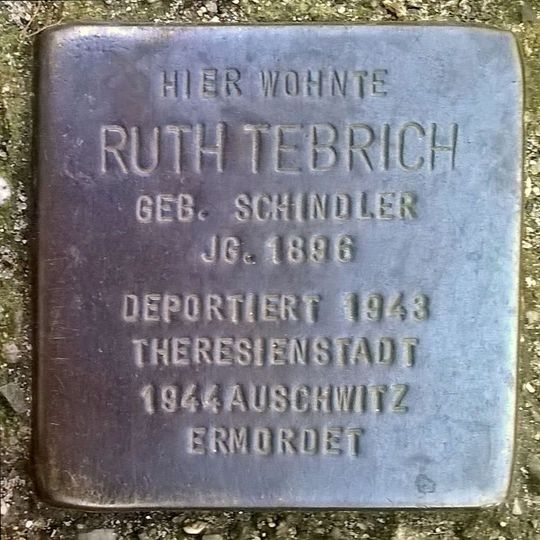 HIER WOHNTE
RUTH TEBRICH
GEB. SCHINDLER
JG. 1896
DEPORTIERT 1943
THERESIENSTADT
1944 AUSCHWITZ
ERMORDET